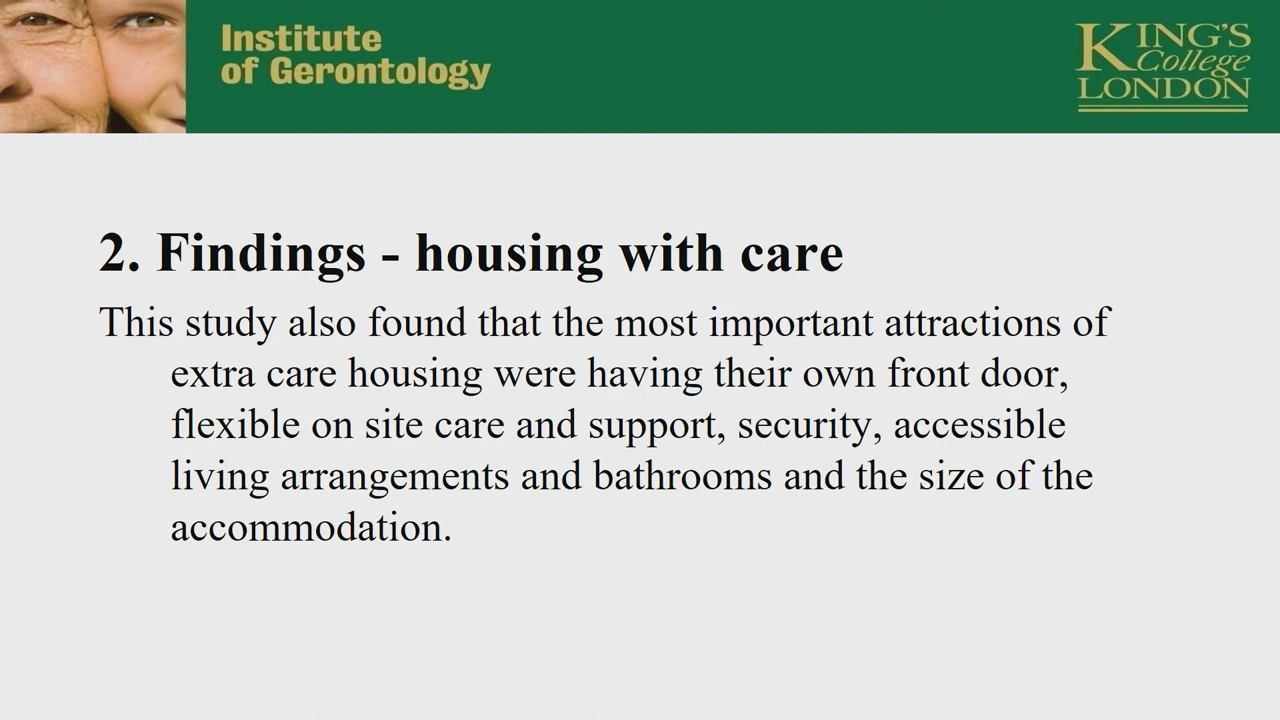 Institute
of Gerontology
KING'S
College
LONDON
2. Findings - housing with care
This study also found that the most important attractions of
extra care housing were having their own front door,
flexible on site care and support, security, accessible
living arrangements and bathrooms and the size of the
accommodation.